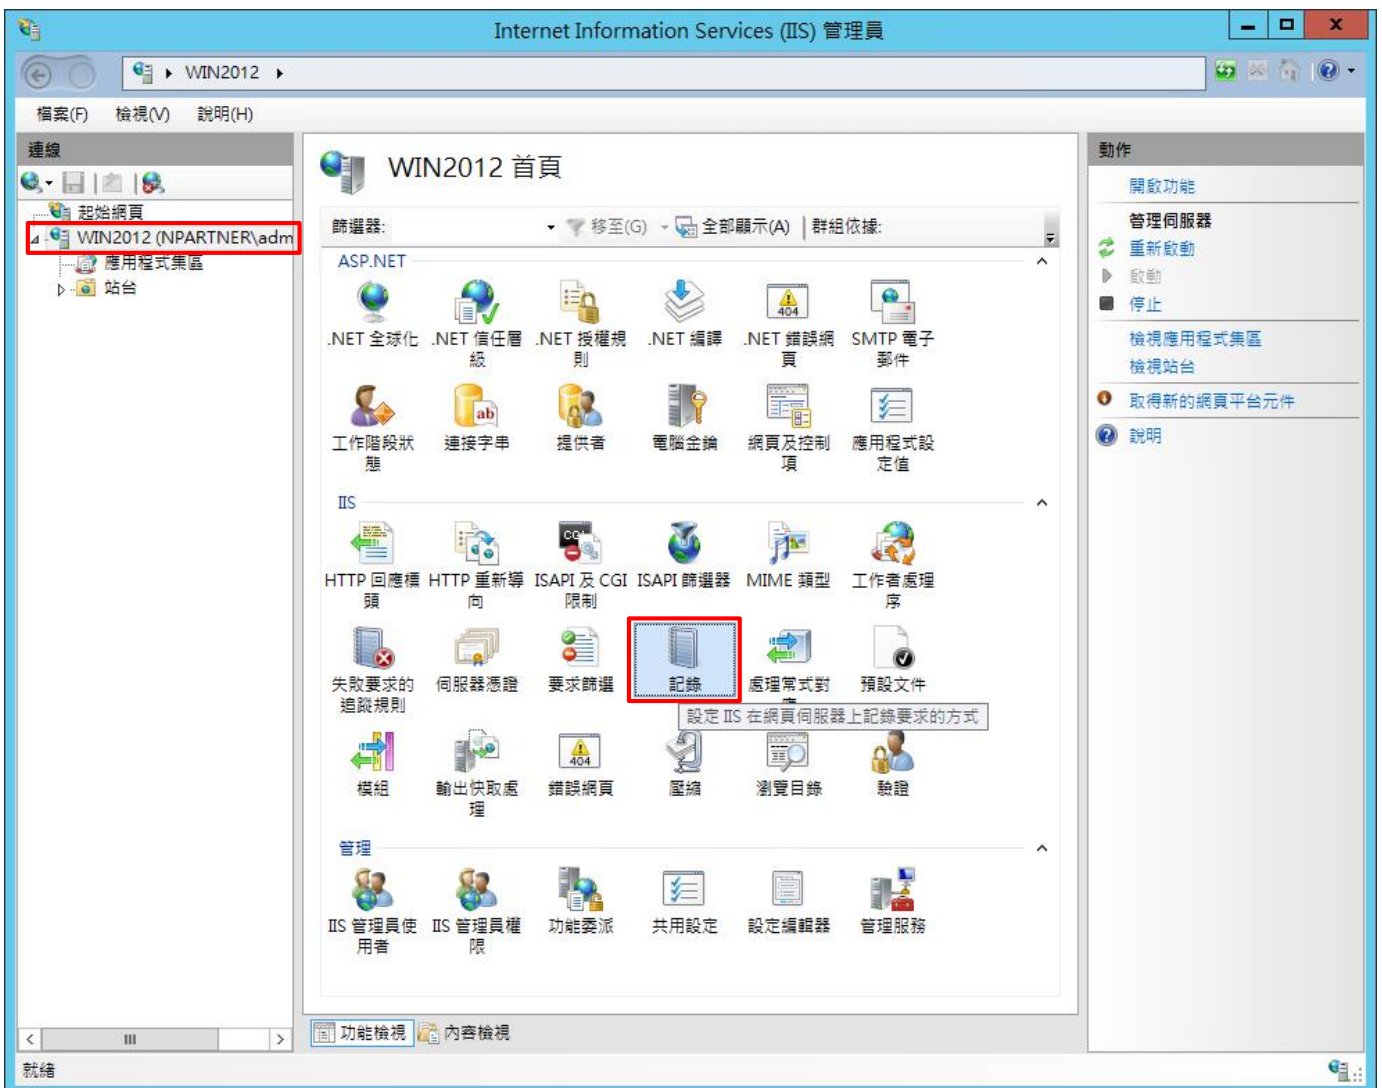 Internet Information Services (IIS) 管理員
WIN2012
檔案(F) 檢視(V) 說明(H)
連線
起始網頁
WIN2012 (NPARTNER\adm
應用程式集區
站台
WIN2012 首頁
篩選器: 移至(G) 全部顯示(A) 群組依據:
ASP.NET
.NET 全球化 .NET 信任層級 .NET 授權規則 .NET 編譯 .NET 錯誤網頁 SMTP 電子郵件
工作階段狀態 連接字串 提供者 電腦金鑰 網頁及控制項 應用程式設定值
IIS
HTTP 回應標頭 HTTP 重新導向 ISAPI 及 CGI 限制 ISAPI 篩選器 MIME 類型 工作者處理序
失敗要求的追蹤規則 伺服器憑證 要求篩選 記錄 處理常式對 預設文件
設定 IIS 在網頁伺服器上記錄要求的方式
模組 輸出快取處理 錯誤網頁 壓縮 瀏覽目錄 驗證
管理
IIS 管理員使用者 IIS 管理員權限 功能委派 共用設定 設定編輯器 管理服務
功能檢視 內容檢視
動作
開啟功能
管理伺服器
重新啟動
啟動
停止
檢視應用程式集區
檢視站台
取得新的網頁平台元件
說明
就緒